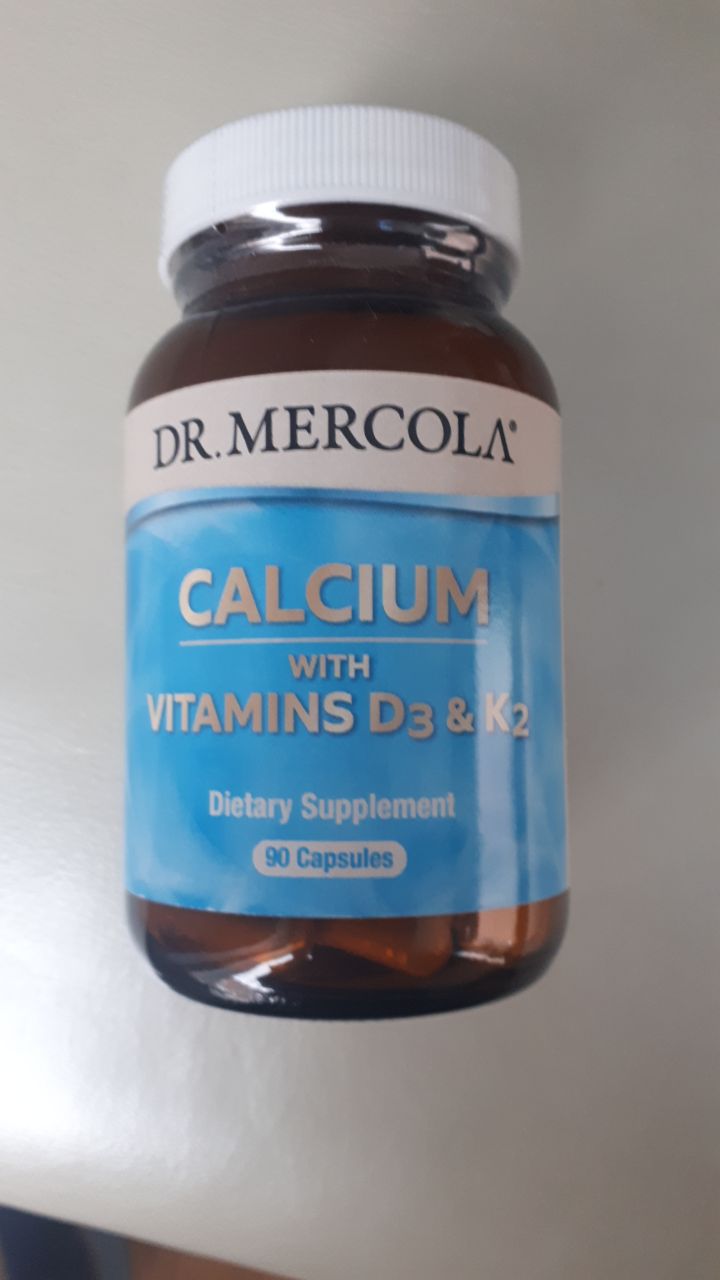 DR. MERCOLA®
CALCIUM
WITH
VITAMINS D3 & K2
Dietary Supplement
90 Capsules